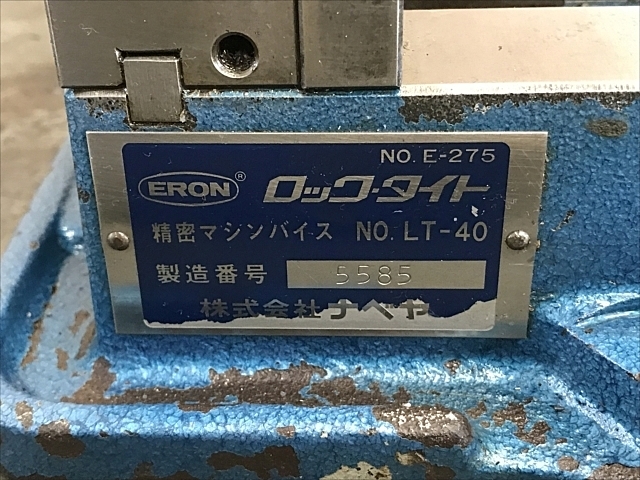 NO. E-275
ERON® ロック・タイト
精密マシンバイス NO. LT-40
製造番号 5585
株式会社ナベヤ